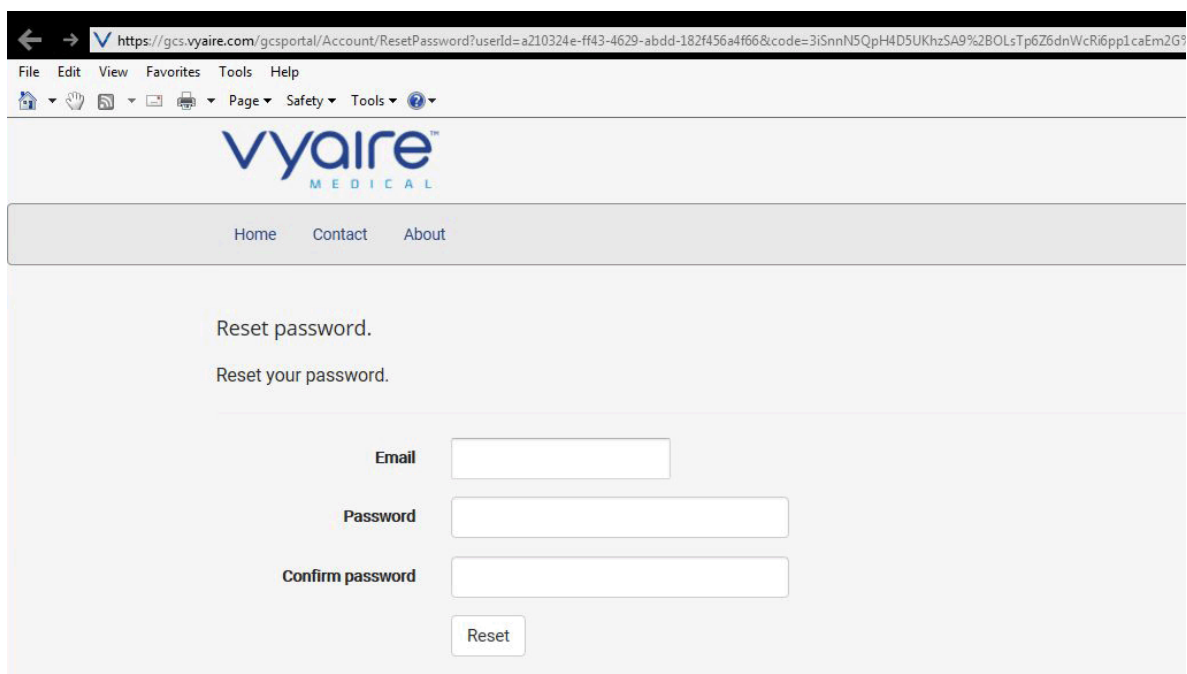 https://gcs.vyaire.com/gcsportal/Account/ResetPassword?userId=a210324e-ff43-4629-abdd-182f456a4f66&code=3iSnnN5QpH4D5UKhzSA9%2BOLsTp6Z6dnWcRi6pp1caEm2G%
File Edit View Favorites Tools Help
Page Safety Tools
vyaire™
MEDICAL
Home Contact About
Reset password.
Reset your password.
Email
Password
Confirm password
Reset